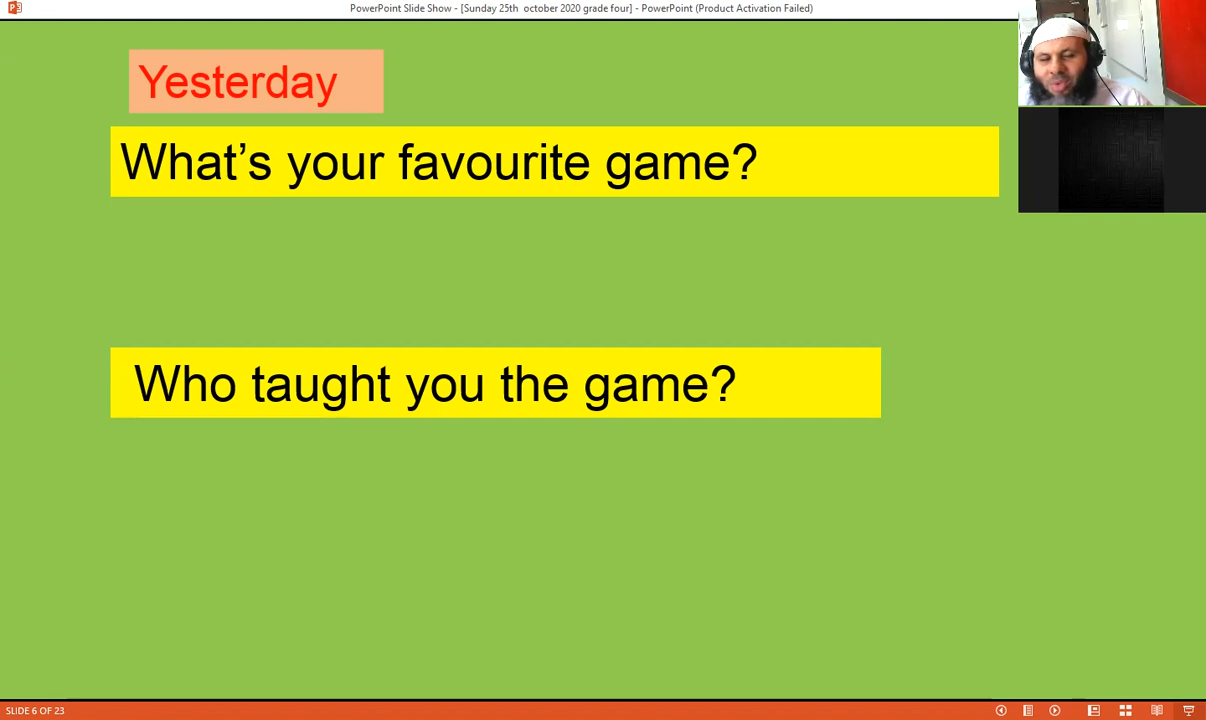 PowerPoint Slide Show - [Sunday 25th  october 2020 grade four] - PowerPoint (Product Activation Failed)
Yesterday
What's your favourite game?
Who taught you the game?
SLIDE 6 OF 23